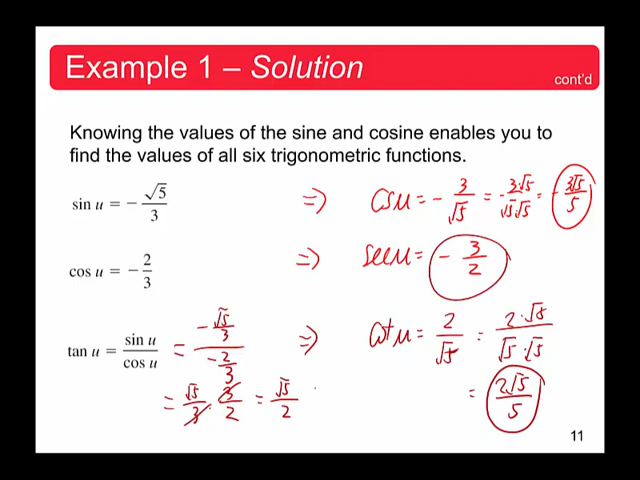 Example 1 – Solution
cont'd
Knowing the values of the sine and cosine enables you to
find the values of all six trigonometric functions.
sin u = −√5/3 ⇒ csc u = −3/√5 = −3√5/√5√5 = −3√5/5
cos u = −2/3 ⇒ sec u = −3/2
tan u = sin u/cos u = (−√5/3)/(−2/3) ⇒ cot u = 2/√5 = 2·√5/√5·√5
= √5/3 · 3/2 = √5/2
= 2√5/5
11